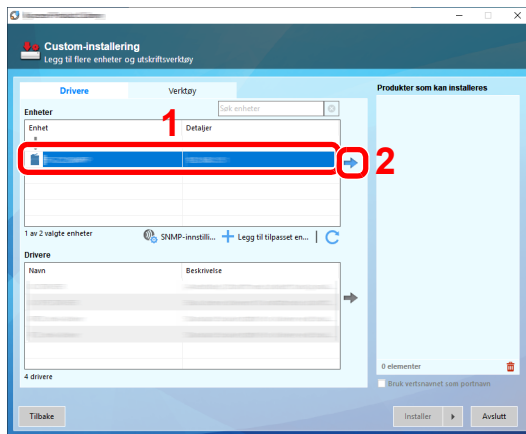 Custom-installering
Legg til flere enheter og utskriftsverktøy
Drivere
Verktøy
Produkter som kan installeres
Enheter
Søk enheter
Enhet
Detaljer
1
2
1 av 2 valgte enheter
SNMP-innstilli...
Legg til tilpasset en...
Drivere
Navn
Beskrivelse
4 drivere
0 elementer
Bruk vertsnavnet som portnavn
Tilbake
Installer
Avslutt